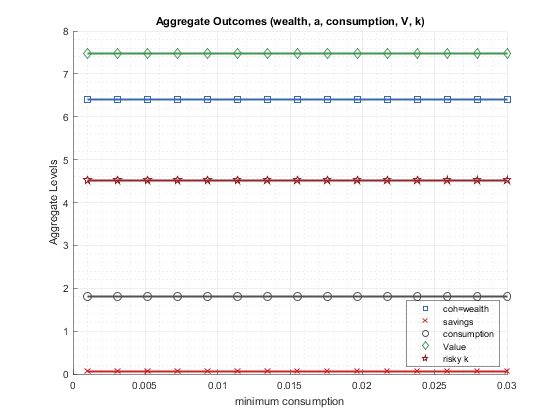 Aggregate Outcomes (wealth, a, consumption, V, k)
8
7
6
5
4
3
2
1
0
Aggregate Levels
coh=wealth
savings
consumption
Value
risky k
0 0.005 0.01 0.015 0.02 0.025 0.03
minimum consumption